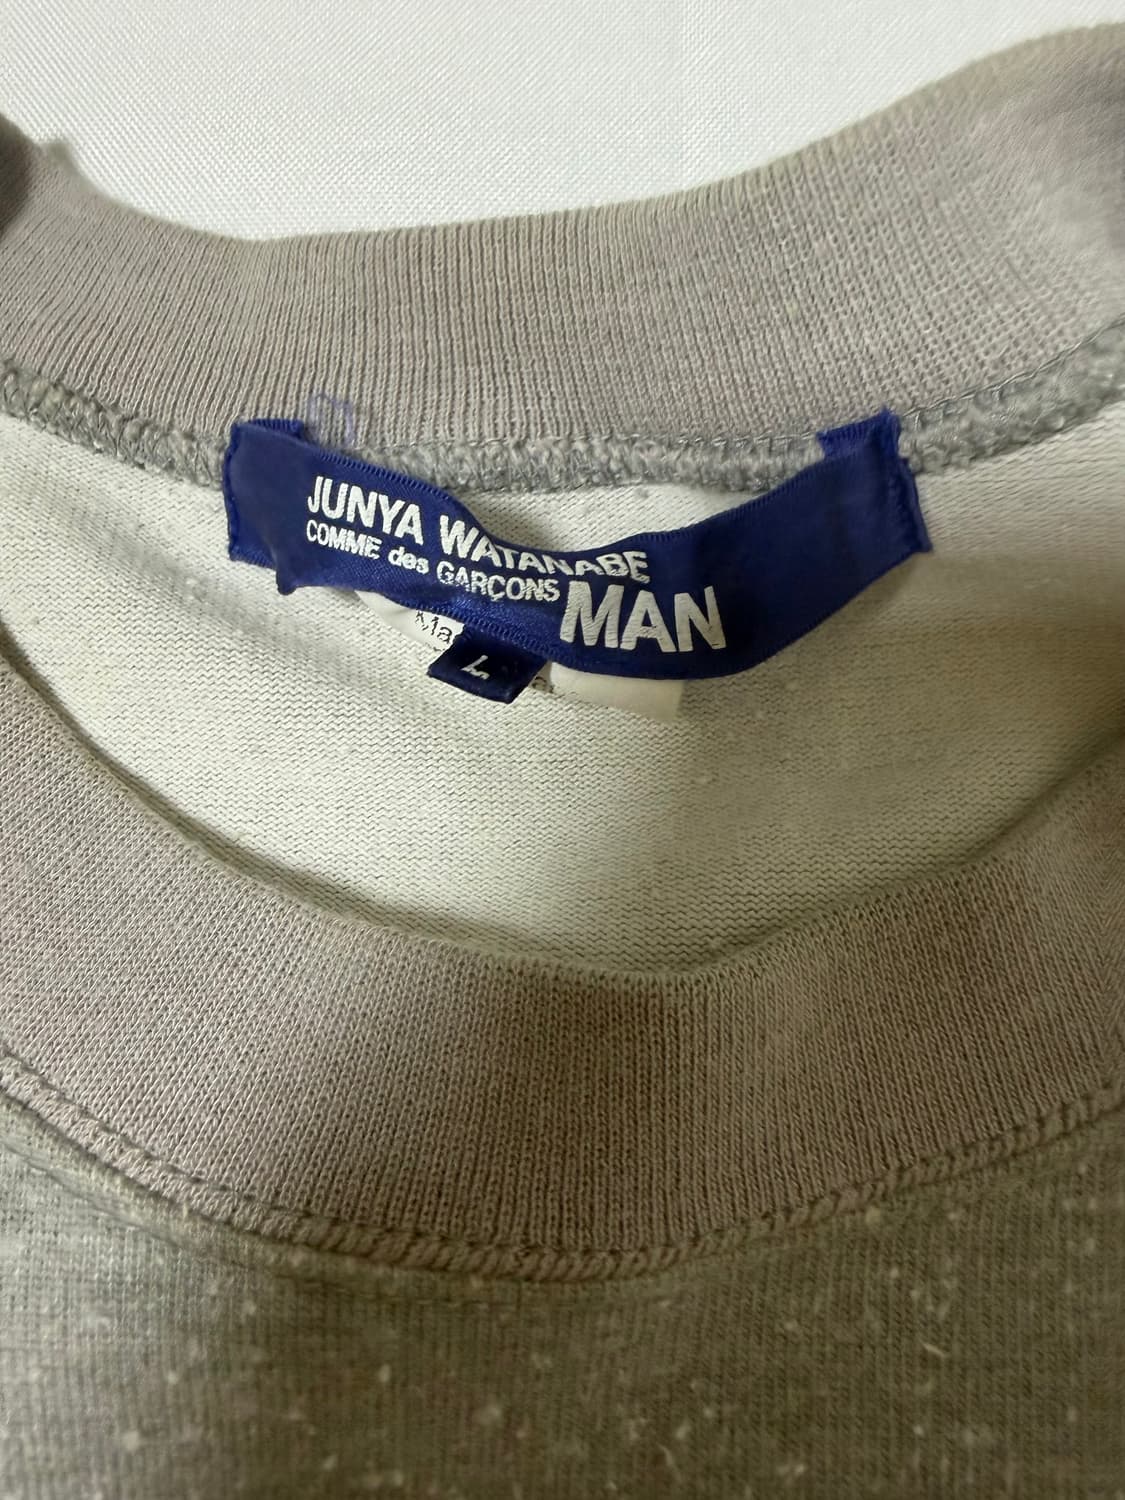 JUNYA WATANABE
COMME des GARÇONS
MAN
L